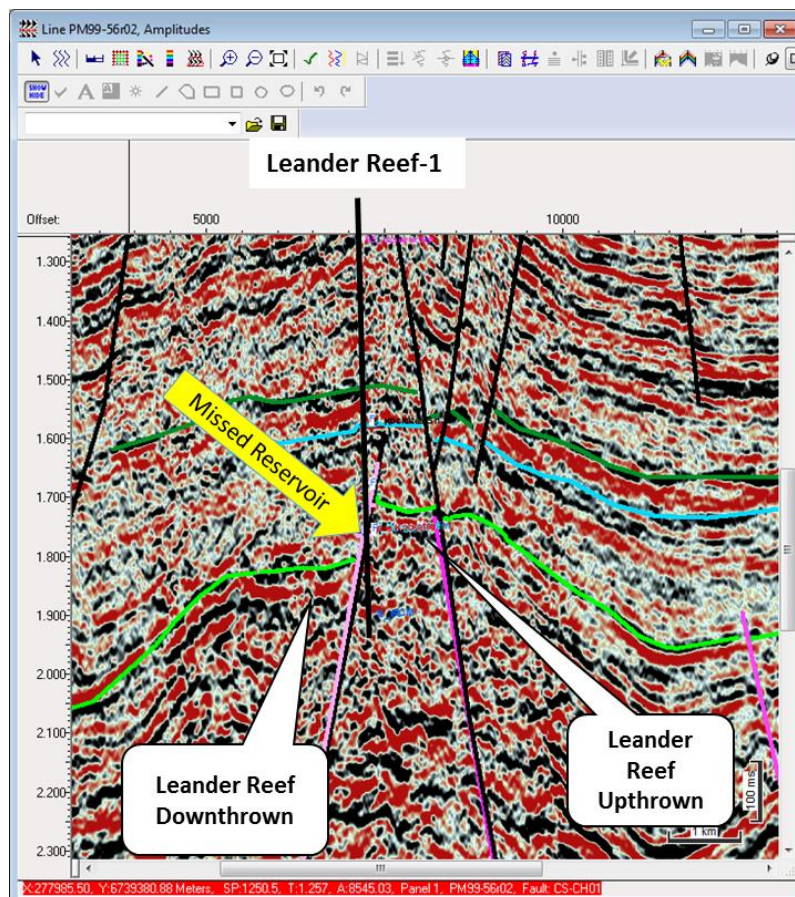 Line PM99-56r02, Amplitudes
SHOW
HIDE
A
Leander Reef-1
Offset: 5000 10000
1.300
1.400
1.500
1.600
1.700
1.800
1.900
2.000
2.100
2.200
2.300
Missed Reservoir
Leander Reef
Downthrown
Leander
Reef
Upthrown
100 ms
1 km
X:277985.50, Y:6739380.88 Meters, SP:1250.5, T:1.257, A:8545.03, Panel 1, PM99-56r02, Fault: CS-CH01